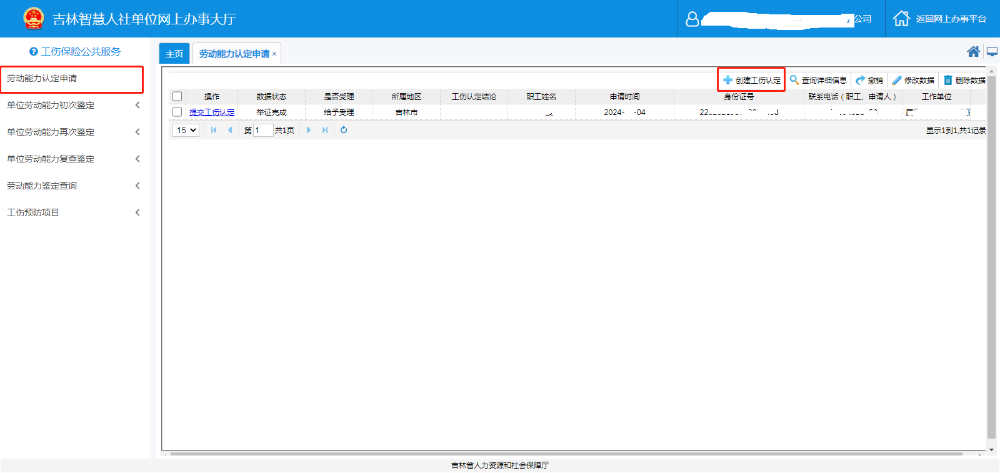 吉林智慧人社单位网上办事大厅
公司
返回网上办事平台
工伤保险公共服务
主页
劳动能力认定申请 ×
劳动能力认定申请
创建工伤认定 查询详细信息 撤销 修改数据 删除数据
操作 数据状态 是否受理 所属地区 工伤认定结论 职工姓名 申请时间 身份证号 联系电话（职工、申请人） 工作单位
提交工伤认定 举证完成 给予受理 吉林市 2024- -04
15 第 1 共1页 显示1到1,共1记录
单位劳动能力初次鉴定
单位劳动能力再次鉴定
单位劳动能力复查鉴定
劳动能力鉴定查询
工伤预防项目
吉林省人力资源和社会保障厅